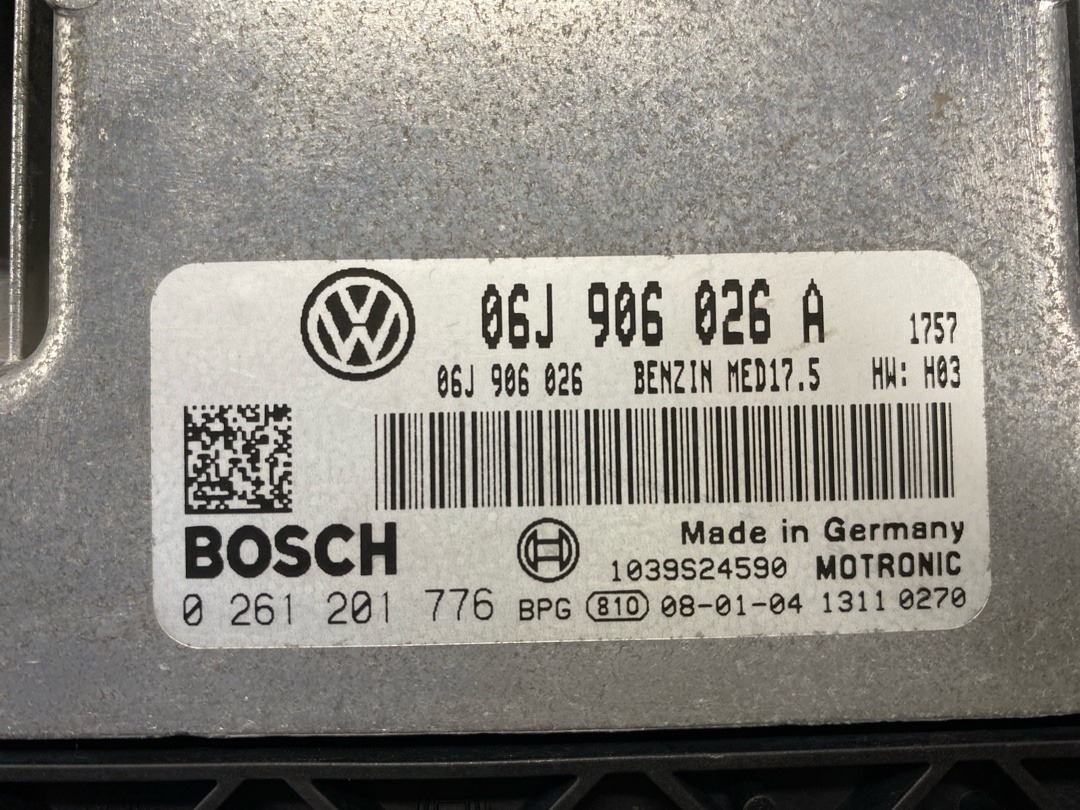 06J 906 026 A 1757
06J 906 026 BENZIN MED17.5 HW: H03
BOSCH Made in Germany
1039S24590 MOTRONIC
0 261 201 776 BPG 810 08-01-04 1311 0270